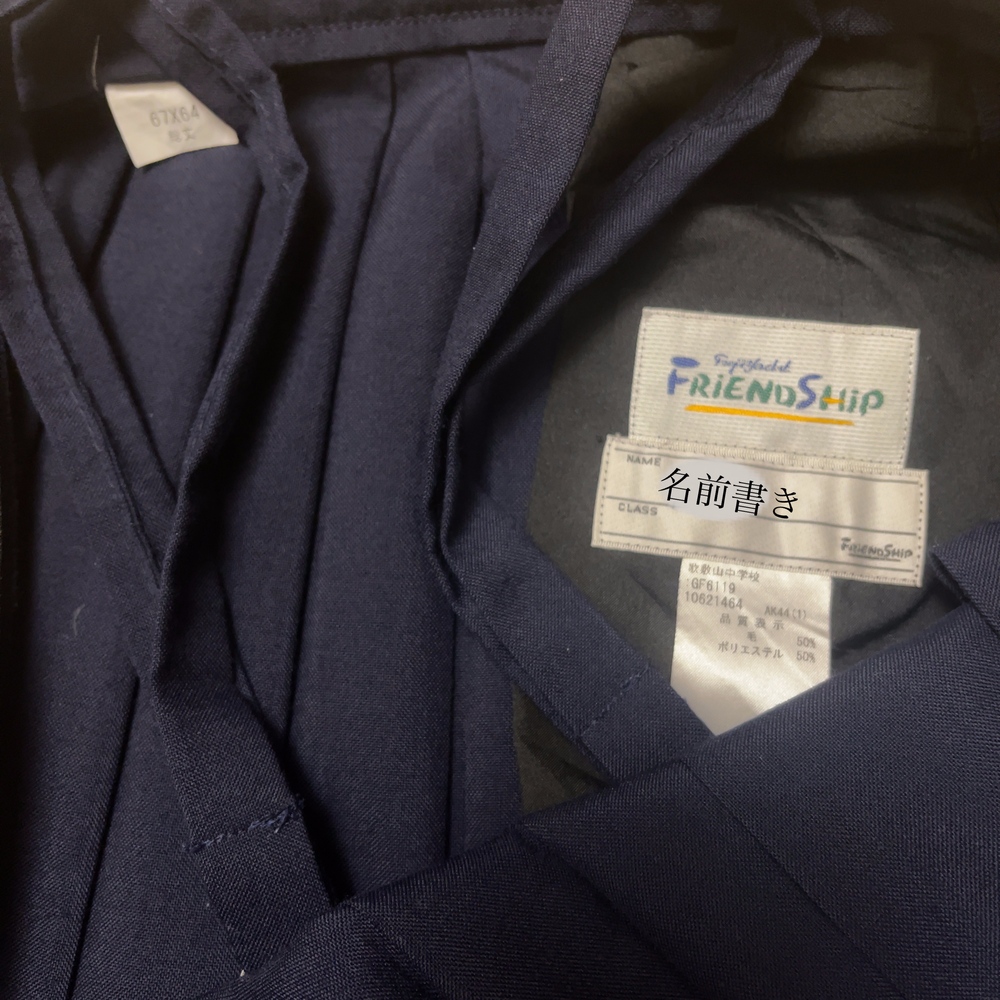 67X64
FRIENDSHIP
NAME 名前書き
CLASS
FRIENDSHIP
歌敷山中学校
GF6119
10621464 AK44(1)
品質表示
毛 50%
ポリエステル 50%